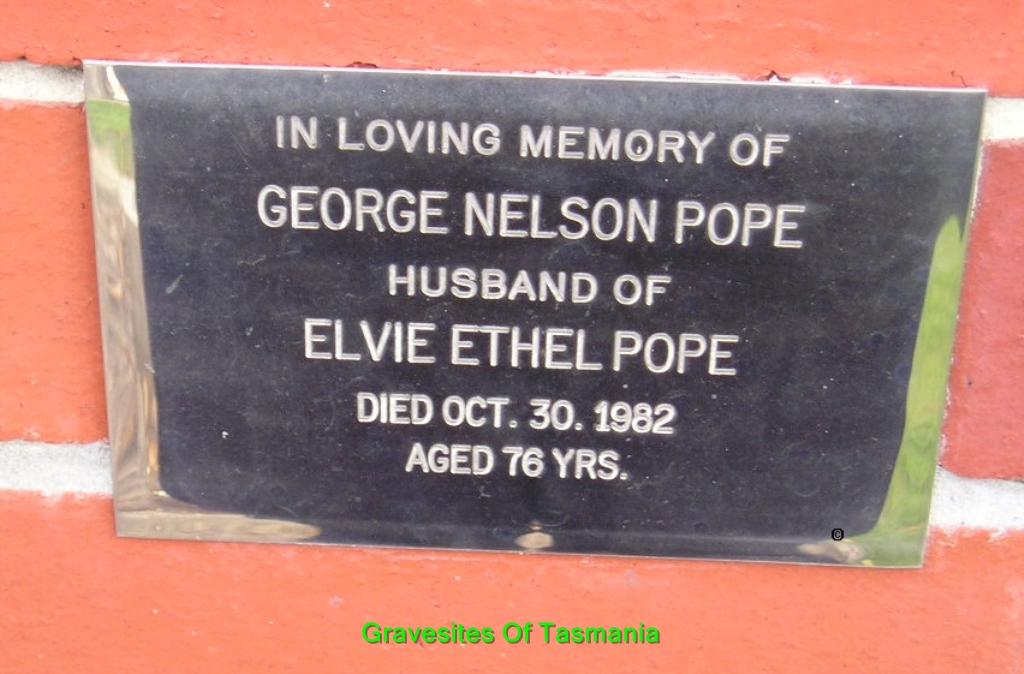 IN LOVING MEMORY OF
GEORGE NELSON POPE
HUSBAND OF
ELVIE ETHEL POPE
DIED OCT. 30. 1982
AGED 76 YRS.
©
Gravesites Of Tasmania